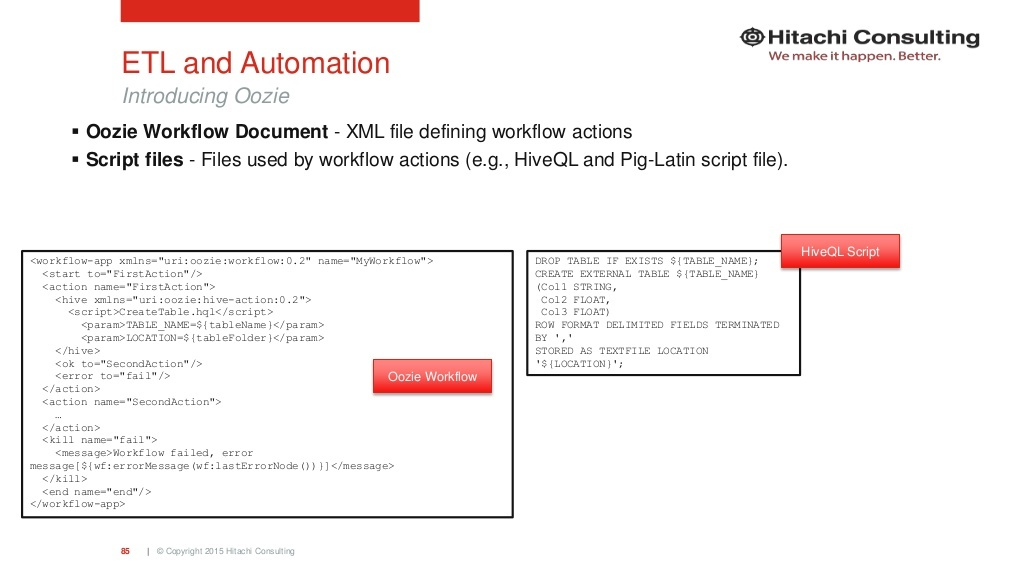 Hitachi Consulting
We make it happen. Better.
ETL and Automation
Introducing Oozie
▪ Oozie Workflow Document - XML file defining workflow actions
▪ Script files - Files used by workflow actions (e.g., HiveQL and Pig-Latin script file).
<workflow-app xmlns="uri:oozie:workflow:0.2" name="MyWorkflow">
  <start to="FirstAction"/>
  <action name="FirstAction">
    <hive xmlns="uri:oozie:hive-action:0.2">
      <script>CreateTable.hql</script>
        <param>TABLE_NAME=${tableName}</param>
        <param>LOCATION=${tableFolder}</param>
    </hive>
    <ok to="SecondAction"/>
    <error to="fail"/>
  </action>
  <action name="SecondAction">
    …
  </action>
  <kill name="fail">
    <message>Workflow failed, error
message[${wf:errorMessage(wf:lastErrorNode())}]</message>
  </kill>
  <end name="end"/>
</workflow-app>
Oozie Workflow
HiveQL Script
DROP TABLE IF EXISTS ${TABLE_NAME};
CREATE EXTERNAL TABLE ${TABLE_NAME}
(Col1 STRING,
 Col2 FLOAT,
 Col3 FLOAT)
ROW FORMAT DELIMITED FIELDS TERMINATED
BY ','
STORED AS TEXTFILE LOCATION
'${LOCATION}';
85 | © Copyright 2015 Hitachi Consulting